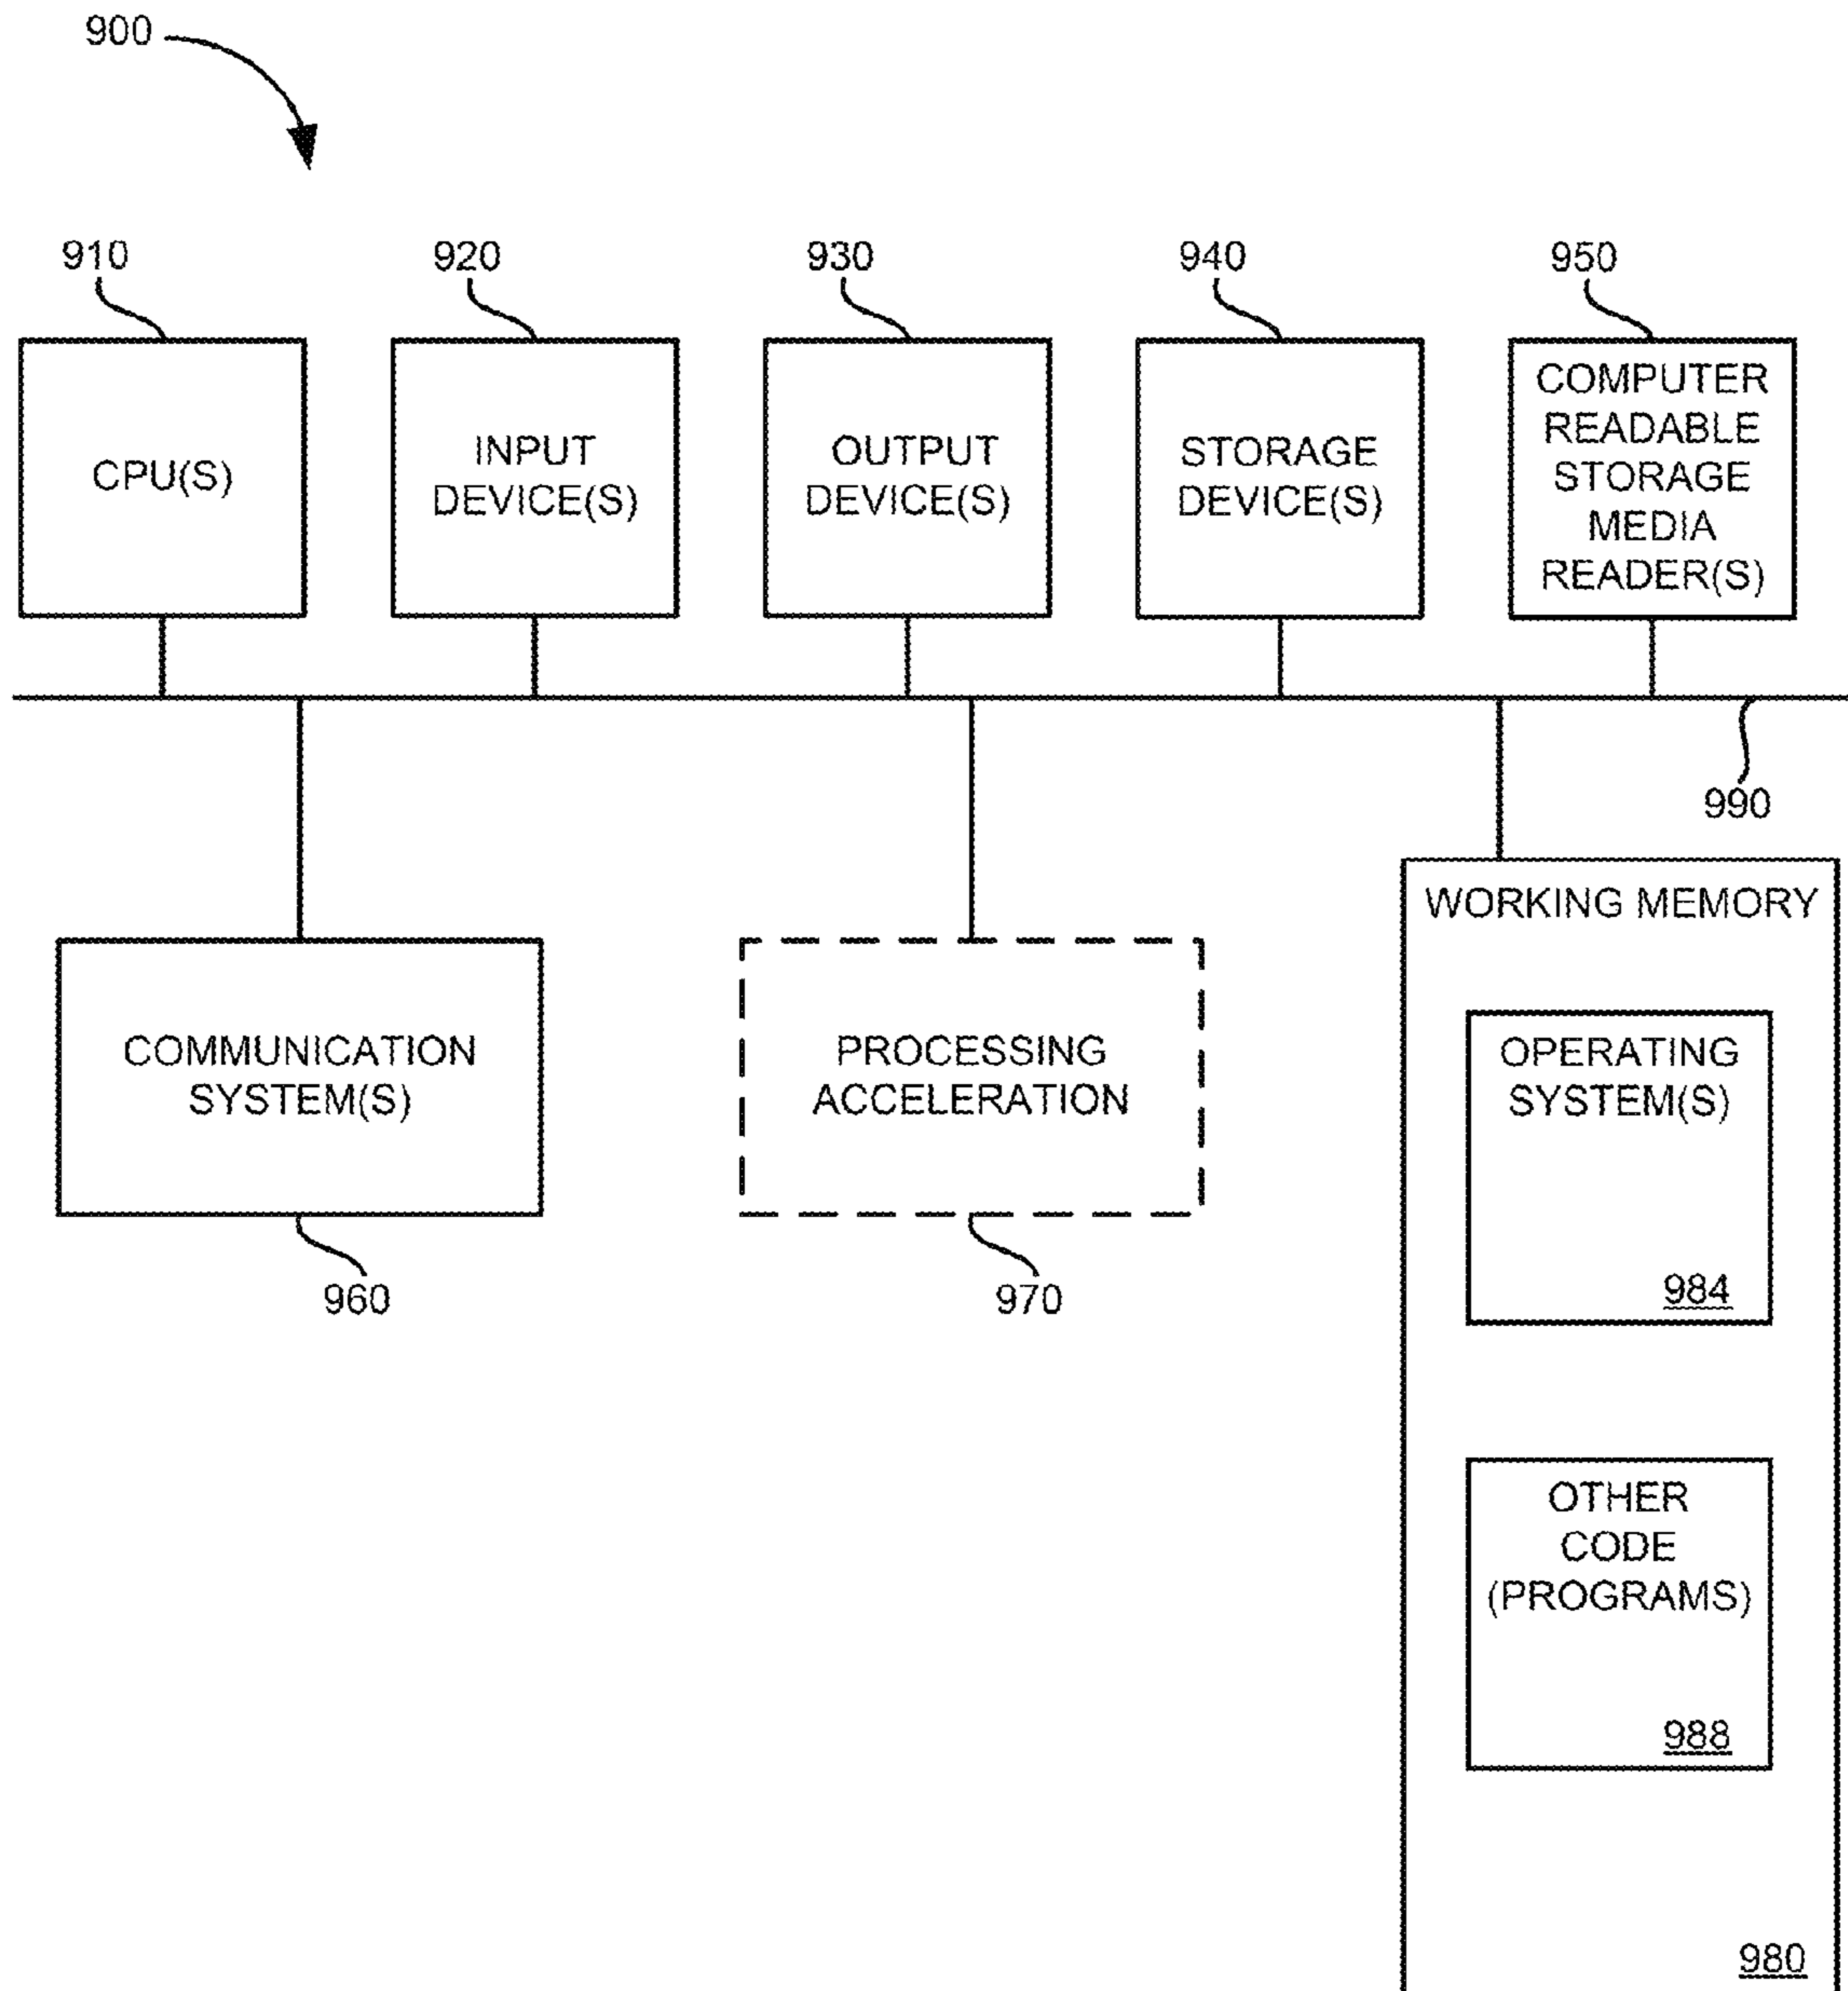 900
910
920
930
940
950
CPU(S)
INPUT
DEVICE(S)
OUTPUT
DEVICE(S)
STORAGE
DEVICE(S)
COMPUTER
READABLE
STORAGE
MEDIA
READER(S)
990
COMMUNICATION
SYSTEM(S)
960
PROCESSING
ACCELERATION
970
WORKING MEMORY
OPERATING
SYSTEM(S)
984
OTHER
CODE
(PROGRAMS)
988
980